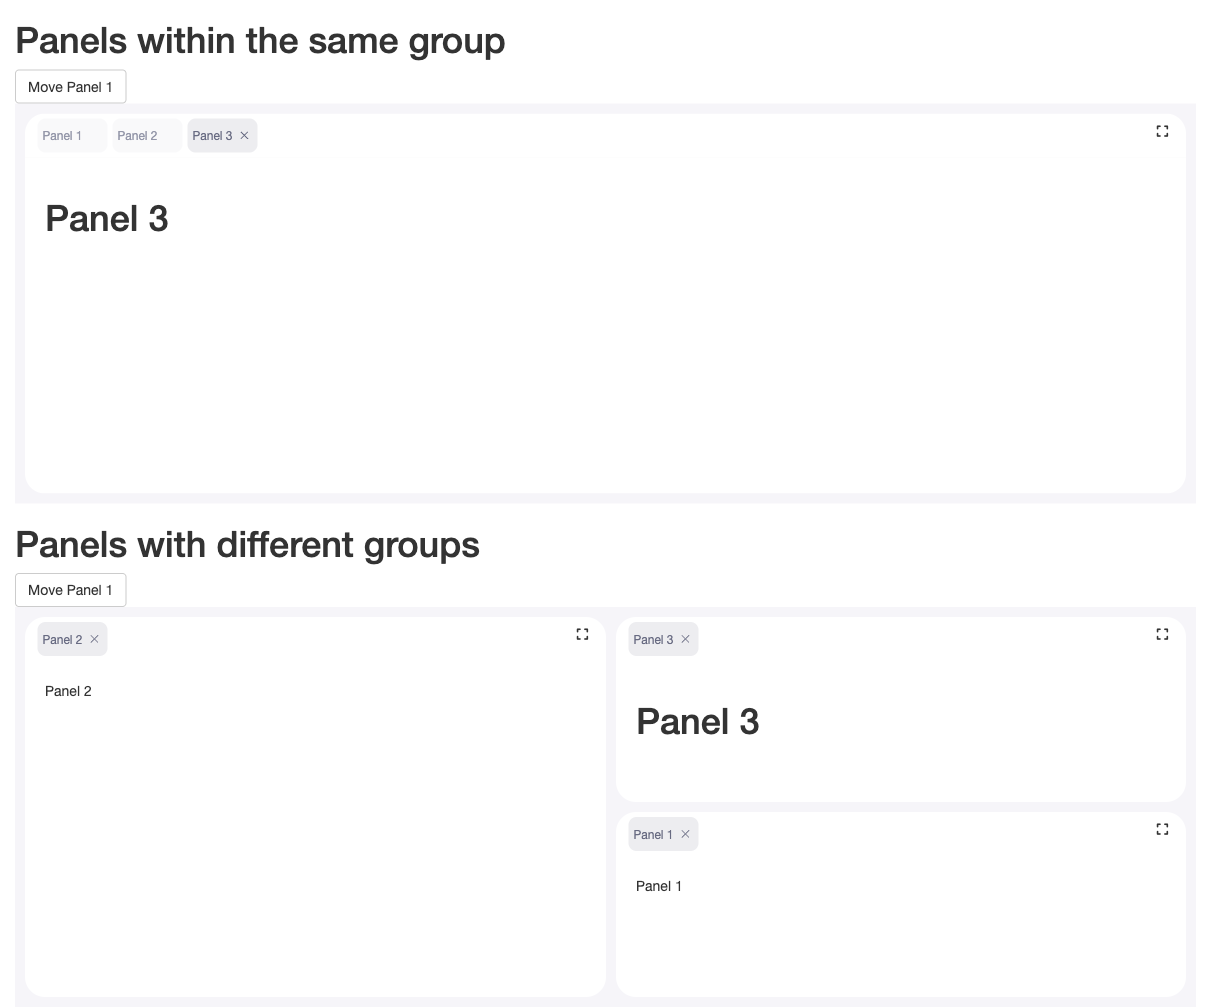 Panels within the same group
Move Panel 1
Panel 1 Panel 2 Panel 3
Panel 3
Panels with different groups
Move Panel 1
Panel 2
Panel 2
Panel 3
Panel 3
Panel 1
Panel 1